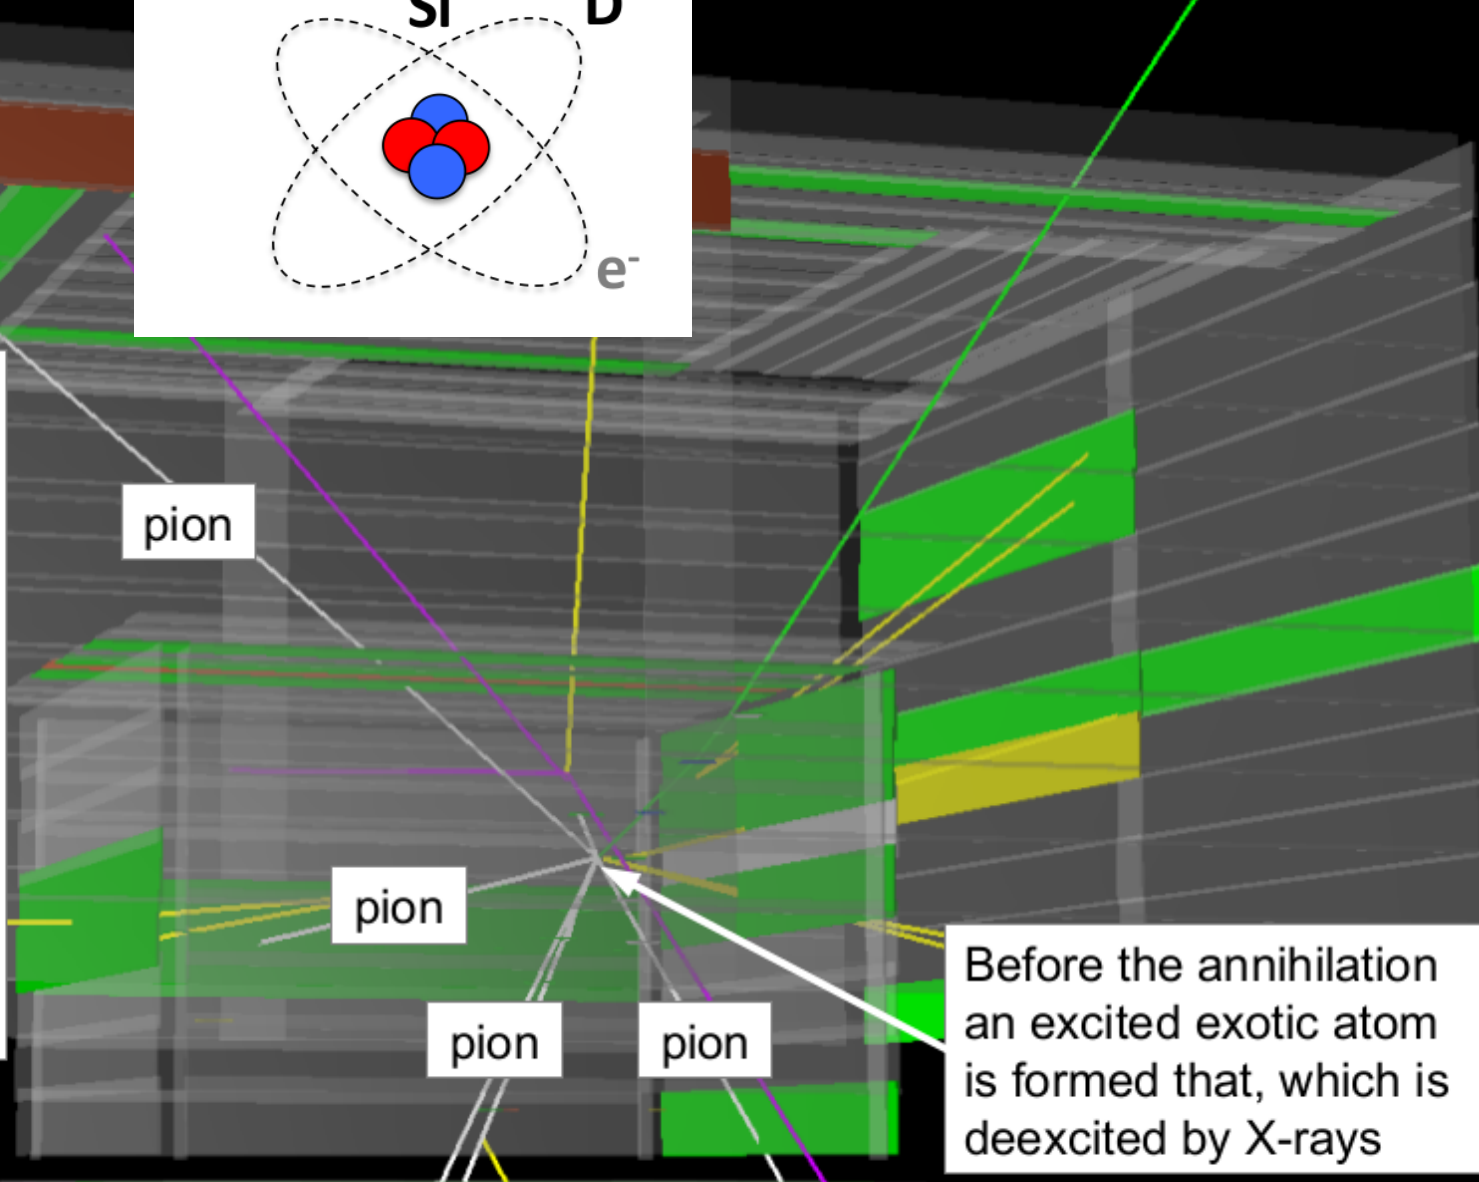 Si D
e-
pion
pion
pion pion
Before the annihilation
an excited exotic atom
is formed that, which is
deexcited by X-rays